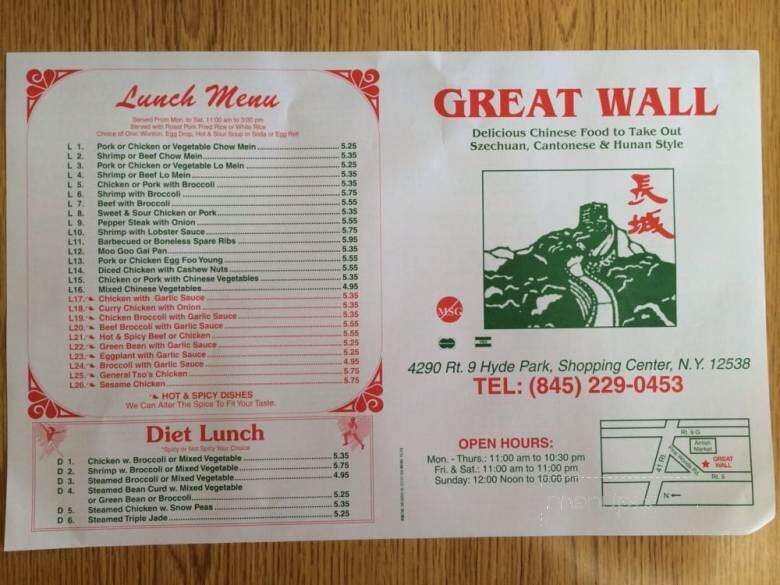 Lunch Menu
Served From Mon. to Sat. 11:00 am to 3:00 pm
Served with Roast Pork Fried Rice or White Rice
Choice of One: Wonton, Egg Drop, Hot & Sour Soup or Soda or Egg Roll
L 1. Pork or Chicken or Vegetable Chow Mein 5.25
L 2. Shrimp or Beef Chow Mein 5.35
L 3. Pork or Chicken or Vegetable Lo Mein 5.25
L 4. Shrimp or Beef Lo Mein 5.35
L 5. Chicken or Pork with Broccoli 5.35
L 6. Shrimp with Broccoli 5.75
L 7. Beef with Broccoli 5.55
L 8. Sweet & Sour Chicken or Pork 5.35
L 9. Pepper Steak with Onion 5.55
L10. Shrimp with Lobster Sauce 5.75
L11. Barbecued or Boneless Spare Ribs 5.95
L12. Moo Goo Gai Pan 5.35
L13. Pork or Chicken Egg Foo Young 5.55
L14. Diced Chicken with Cashew Nuts 5.55
L15. Chicken or Pork with Chinese Vegetables 5.35
L16. Mixed Chinese Vegetables 4.95
L17. Chicken with Garlic Sauce 5.35
L18. Curry Chicken with Onion 5.35
L19. Chicken Broccoli with Garlic Sauce 5.35
L20. Beef Broccoli with Garlic Sauce 5.55
L21. Hot & Spicy Beef or Chicken 5.55
L22. Green Bean with Garlic Sauce 5.25
L23. Eggplant with Garlic Sauce 5.25
L24. Broccoli with Garlic Sauce 4.95
L25. General Tso's Chicken 5.75
L26. Sesame Chicken 5.75
HOT & SPICY DISHES
We Can Alter The Spice To Fit Your Taste.
Diet Lunch
*Spicy or Not Spicy Your Choice
D 1. Chicken w. Broccoli or Mixed Vegetable 5.35
D 2. Shrimp w. Broccoli or Mixed Vegetable 5.75
D 3. Steamed Broccoli or Mixed Vegetable 4.95
D 4. Steamed Bean Curd w. Mixed Vegetable
or Green Bean or Broccoli 5.25
D 5. Steamed Chicken w. Snow Peas 5.35
D 6. Steamed Triple Jade 5.25
GREAT WALL
Delicious Chinese Food to Take Out
Szechuan, Cantonese & Hunan Style
長城
MSG
4290 Rt. 9 Hyde Park, Shopping Center, N.Y. 12538
TEL: (845) 229-0453
OPEN HOURS:
Mon. - Thurs.: 11:00 am to 10:30 pm
Fri. & Sat.: 11:00 am to 11:00 pm
Sunday: 12:00 Noon to 10:00 pm
Rt. 9 G
Amish
Market
41 Rt.
GREAT
WALL
Rt. 9
N